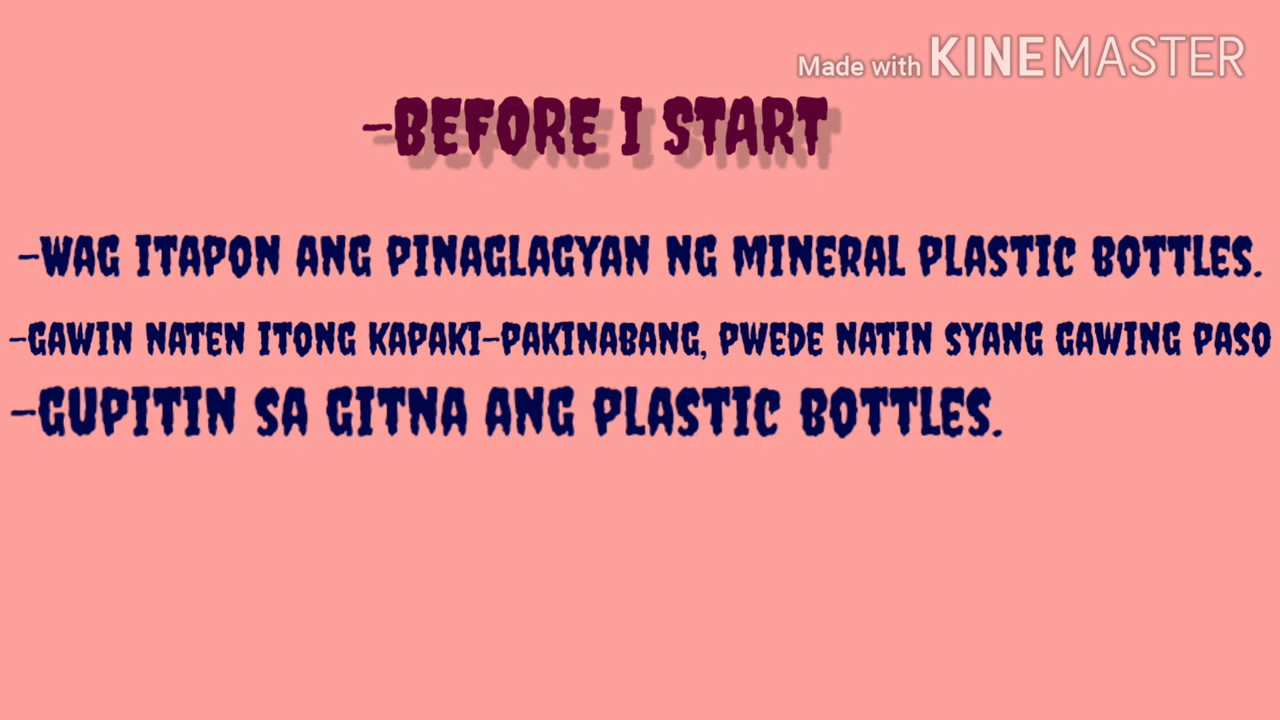 Made with KINEMASTER
-BEFORE I START
-WAG ITAPON ANG PINAGLAGYAN NG MINERAL PLASTIC BOTTLES.
-GAWIN NATEN ITONG KAPAKI-PAKINABANG, PWEDE NATIN SYANG GAWING PASO
-GUPITIN SA GITNA ANG PLASTIC BOTTLES.